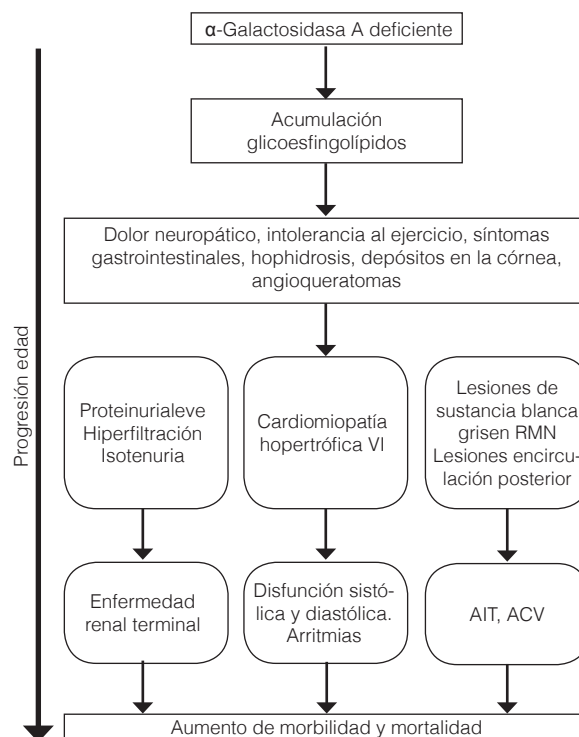 α-Galactosidasa A deficiente
Acumulación
glicoesfingolípidos
Dolor neuropático, intolerancia al ejercicio, síntomas
gastrointestinales, hophidrosis, depósitos en la córnea,
angioqueratomas
Progresión edad
Proteinurialeve
Hiperfiltración
Isotenuria
Cardiomiopatía
hopertrófica VI
Lesiones de
sustancia blanca
grisen RMN
Lesiones encircu-
lación posterior
Enfermedad
renal terminal
Disfunción sistó-
lica y diastólica.
Arritmias
AIT, ACV
Aumento de morbilidad y mortalidad